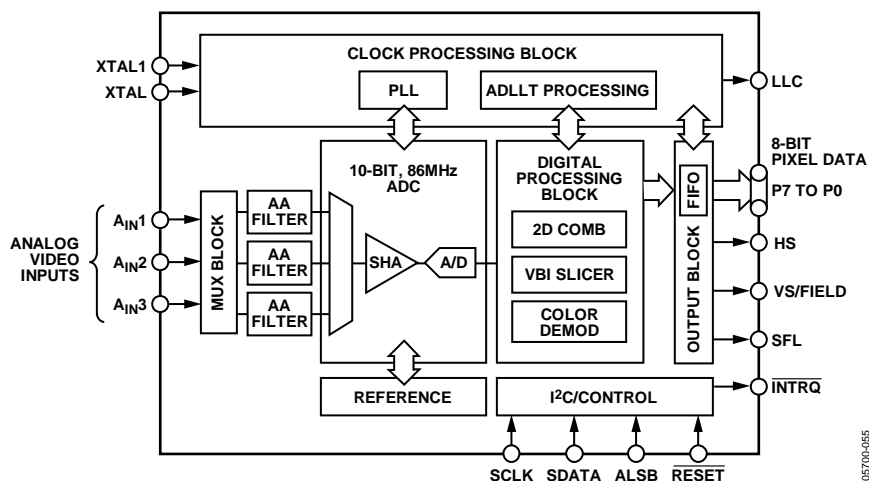 CLOCK PROCESSING BLOCK
XTAL1
XTAL
PLL
ADLLT PROCESSING
LLC
10-BIT, 86MHz
ADC
DIGITAL
PROCESSING
BLOCK
8-BIT
PIXEL DATA
P7 TO P0
FIFO
OUTPUT BLOCK
ANALOG
VIDEO
INPUTS
AIN1
AIN2
AIN3
MUX BLOCK
AA
FILTER
AA
FILTER
AA
FILTER
SHA
A/D
2D COMB
VBI SLICER
COLOR
DEMOD
HS
VS/FIELD
SFL
REFERENCE
I2C/CONTROL
INTRQ
SCLK
SDATA
ALSB
RESET
05700-055